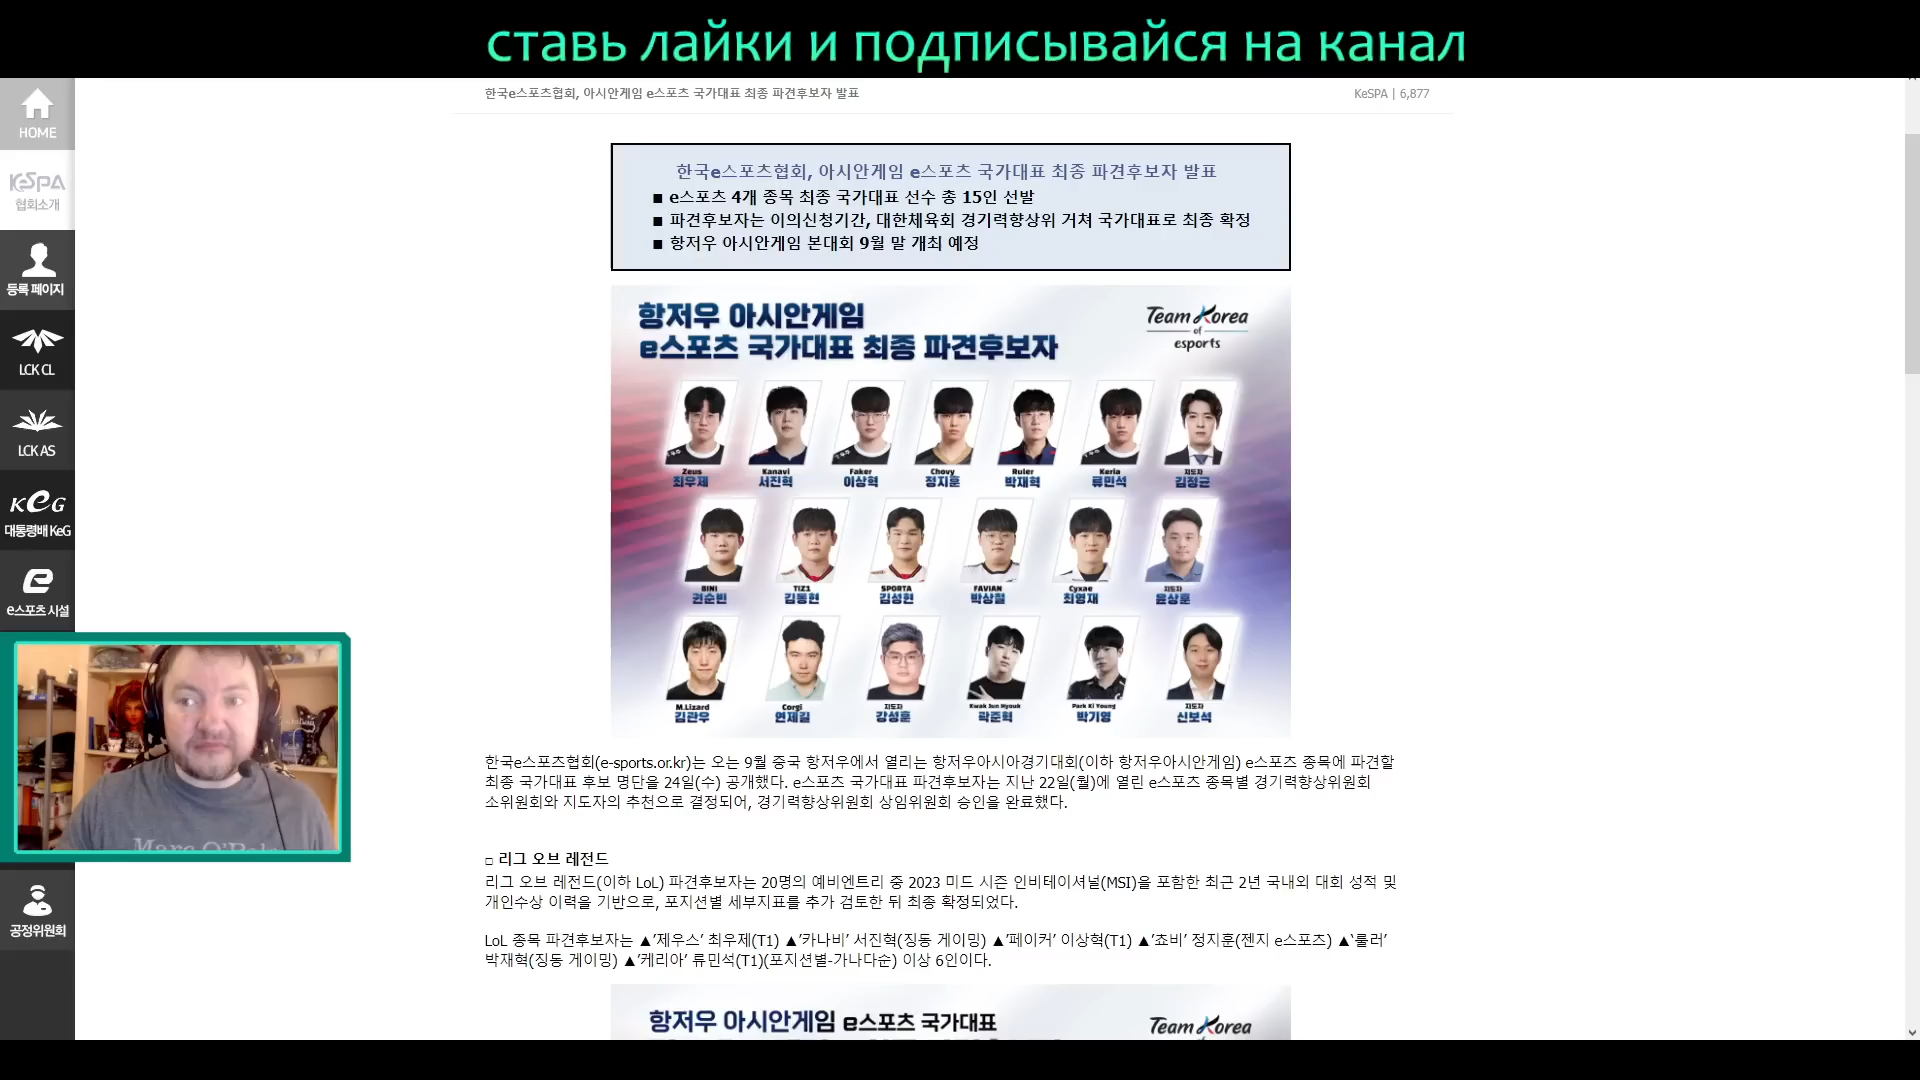 ставь лайки и подписывайся на канал
한국e스포츠협회, 아시안게임 e스포츠 국가대표 최종 파견후보자 발표
KeSPA | 6,877
HOME
KeSPA
협회소개
등록 페이지
LCK CL
LCK AS
KeG
대통령배 KeG
e스포츠 시설
공정위원회
한국e스포츠협회, 아시안게임 e스포츠 국가대표 최종 파견후보자 발표
■ e스포츠 4개 종목 최종 국가대표 선수 총 15인 선발
■ 파견후보자는 이의신청기간, 대한체육회 경기력향상위 거쳐 국가대표로 최종 확정
■ 항저우 아시안게임 본대회 9월 말 개최 예정
항저우 아시안게임
e스포츠 국가대표 최종 파견후보자
Team Korea
of
esports
Zeus Kanavi Faker Chovy Ruler Keria 지도자
최우제 서진혁 이상혁 정지훈 박재혁 류민석 김정균
BINI TIZ1 SPORTA FAVIAN Cyxae 지도자
권순빈 김동현 김성현 박상철 최영재 윤상훈
M.Lizard Corgi 지도자 Kwak Jun Hyouk Park Ki Young 지도자
김관우 연제길 강성훈 곽준혁 박기영 신보석
한국e스포츠협회(e-sports.or.kr)는 오는 9월 중국 항저우에서 열리는 항저우아시아경기대회(이하 항저우아시안게임) e스포츠 종목에 파견할
최종 국가대표 후보 명단을 24일(수) 공개했다. e스포츠 국가대표 파견후보자는 지난 22일(월)에 열린 e스포츠 종목별 경기력향상위원회
소위원회와 지도자의 추천으로 결정되어, 경기력향상위원회 상임위원회 승인을 완료했다.
□ 리그 오브 레전드
리그 오브 레전드(이하 LoL) 파견후보자는 20명의 예비엔트리 중 2023 미드 시즌 인비테이셔널(MSI)을 포함한 최근 2년 국내외 대회 성적 및
개인수상 이력을 기반으로, 포지션별 세부지표를 추가 검토한 뒤 최종 확정되었다.
LoL 종목 파견후보자는 ▲’제우스’ 최우제(T1) ▲’카나비’ 서진혁(징동 게이밍) ▲’페이커’ 이상혁(T1) ▲’쵸비’ 정지훈(젠지 e스포츠) ▲‘룰러’
박재혁(징동 게이밍) ▲’케리아’ 류민석(T1)(포지션별-가나다순) 이상 6인이다.
항저우 아시안게임 e스포츠 국가대표
Team Korea
Marc O'Polo